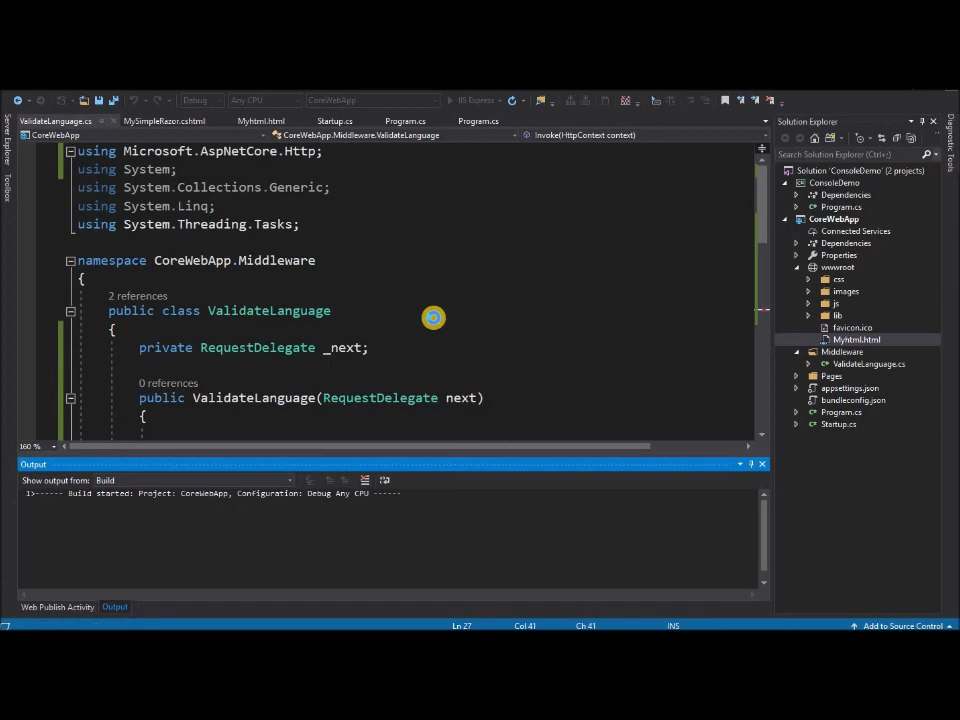 Debug
Any CPU
CoreWebApp
IIS Express
ValidateLanguage.cs
MySimpleRazor.cshtml
Myhtml.html
Startup.cs
Program.cs
Program.cs
CoreWebApp
CoreWebApp.Middleware.ValidateLanguage
Invoke(HttpContext context)
using Microsoft.AspNetCore.Http;
using System;
using System.Collections.Generic;
using System.Linq;
using System.Threading.Tasks;
namespace CoreWebApp.Middleware
{
2 references
public class ValidateLanguage
{
private RequestDelegate _next;
0 references
public ValidateLanguage(RequestDelegate next)
{
160 %
Output
Show output from:
Build
1>------ Build started: Project: CoreWebApp, Configuration: Debug Any CPU ------
Web Publish Activity
Output
Ln 27
Col 41
Ch 41
INS
Add to Source Control
Server Explorer
Toolbox
Solution Explorer
Search Solution Explorer (Ctrl+;)
Solution 'ConsoleDemo' (2 projects)
ConsoleDemo
Dependencies
Program.cs
CoreWebApp
Connected Services
Dependencies
Properties
wwwroot
css
images
js
lib
favicon.ico
Myhtml.html
Middleware
ValidateLanguage.cs
Pages
appsettings.json
bundleconfig.json
Program.cs
Startup.cs
Diagnostic Tools